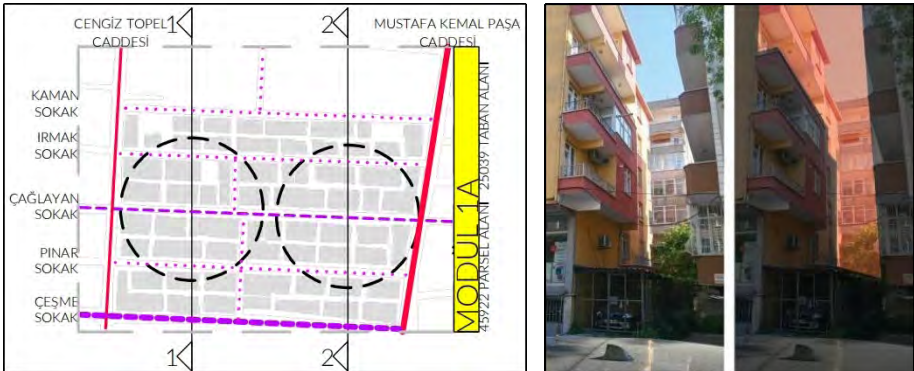 CENGİZ TOPEL
CADDESİ
1
2
MUSTAFA KEMAL PAŞA
CADDESİ
KAMAN
SOKAK
IRMAK
SOKAK
ÇAĞLAYAN
SOKAK
PINAR
SOKAK
ÇEŞME
SOKAK
MODÜL 1A
45922 PARSEL ALANI 25039 TABAN ALANI
1
2